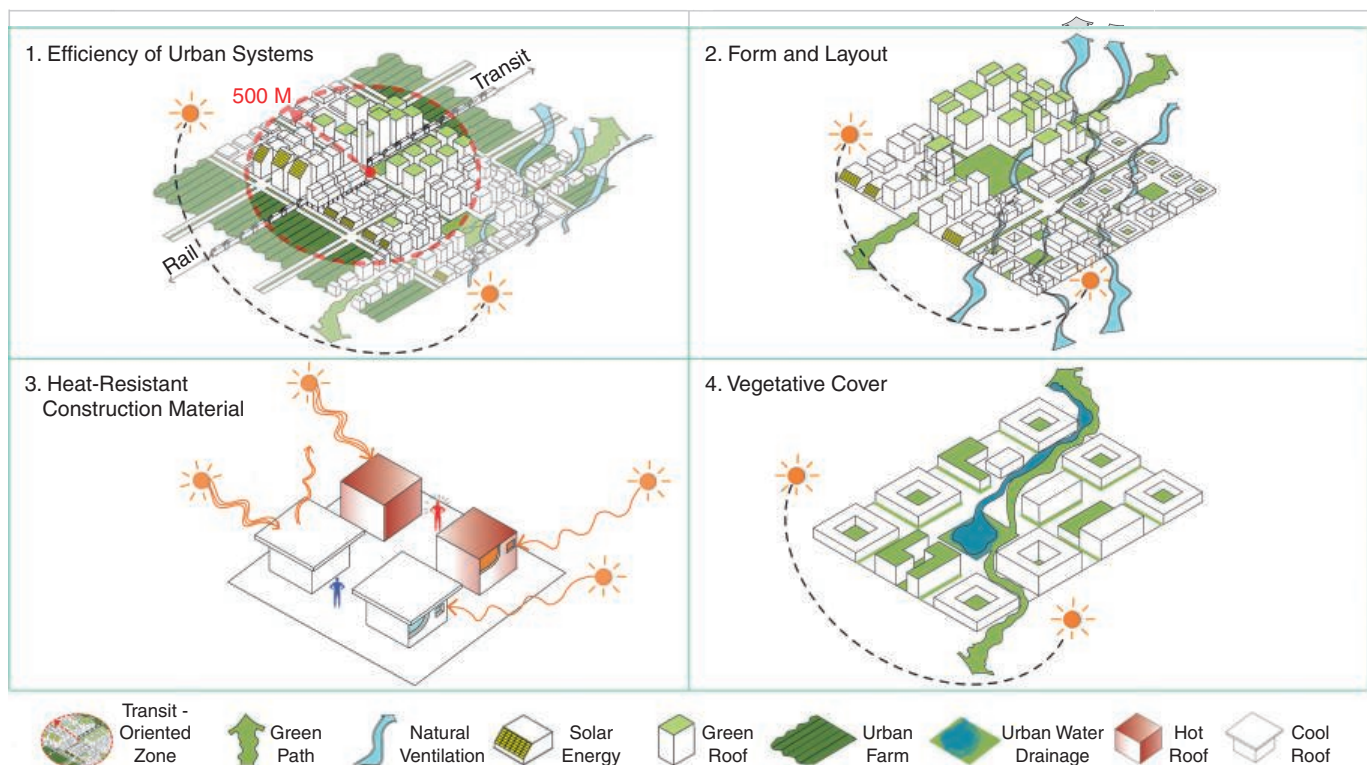 1. Efficiency of Urban Systems
500 M
Transit
Rail
2. Form and Layout
3. Heat-Resistant
Construction Material
4. Vegetative Cover
Transit -
Oriented
Zone
Green
Path
Natural
Ventilation
Solar
Energy
Green
Roof
Urban
Farm
Urban Water
Drainage
Hot
Roof
Cool
Roof